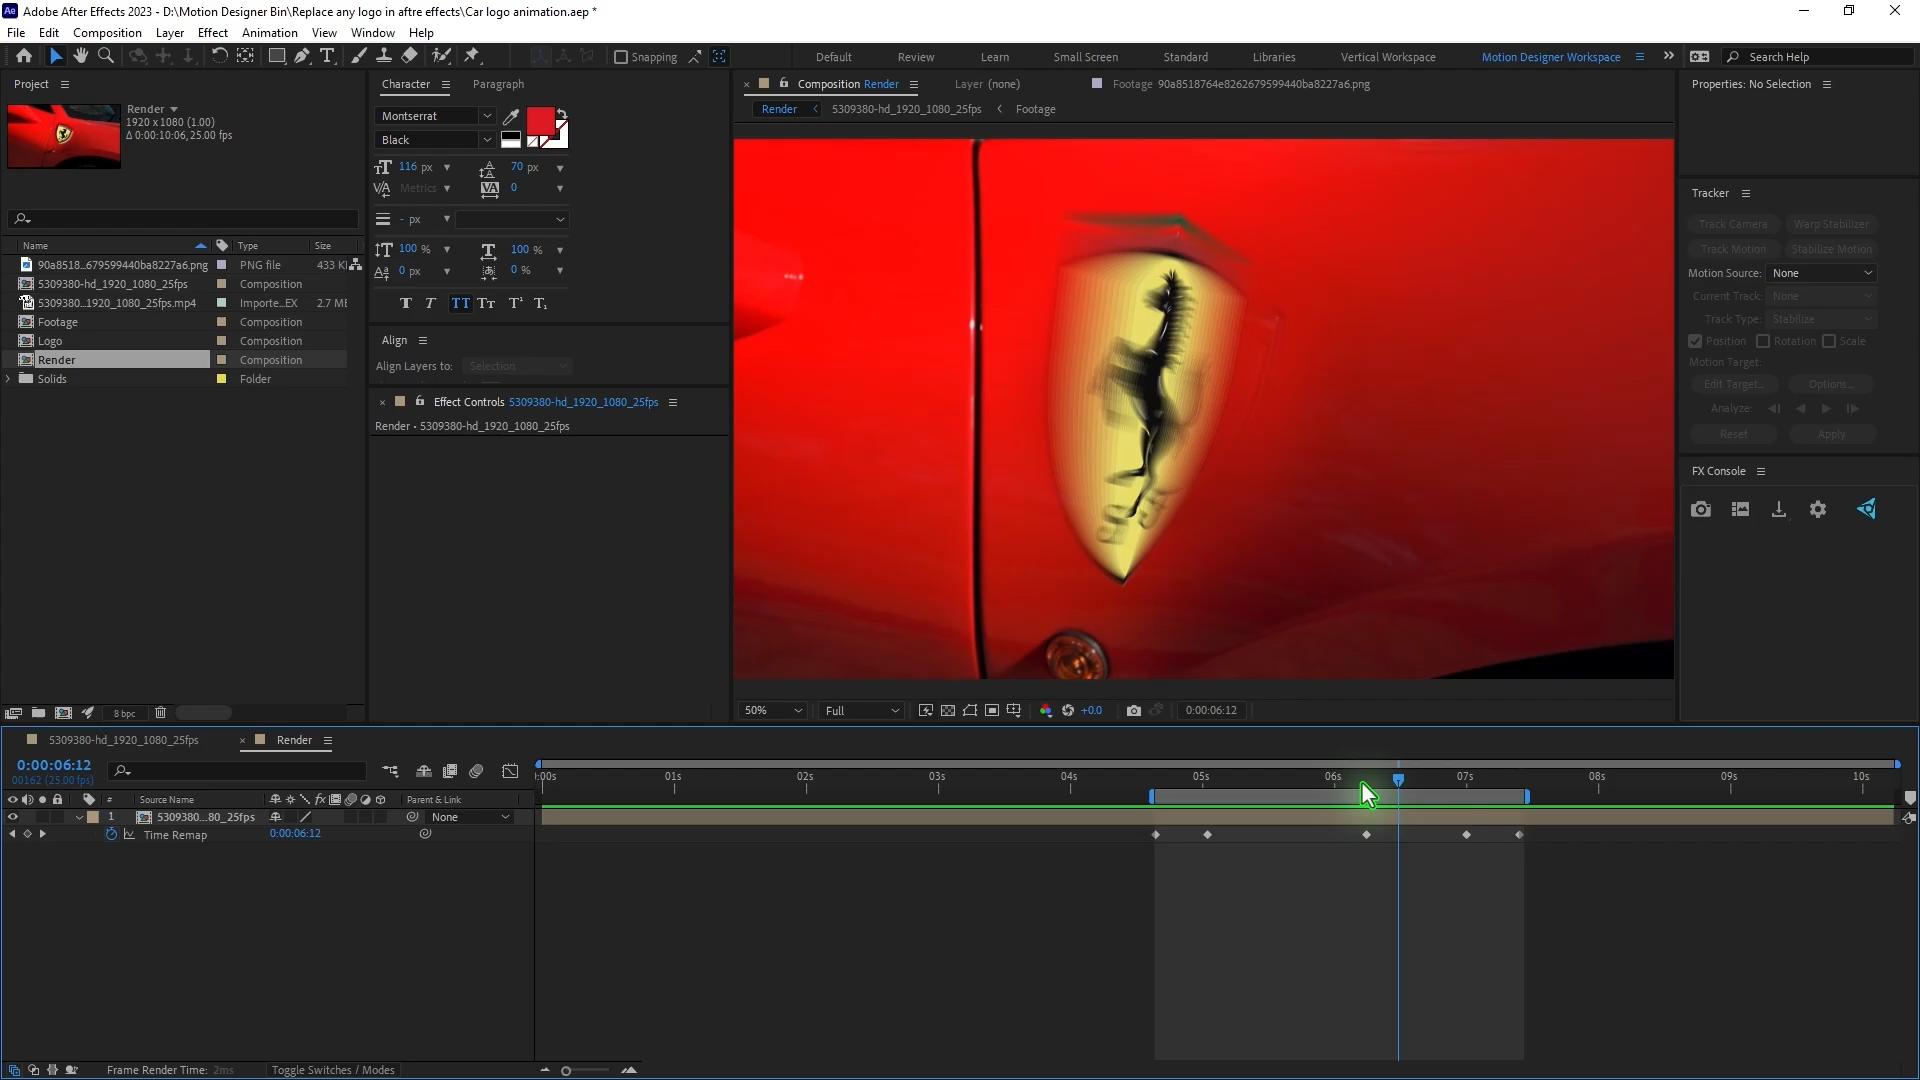 Adobe After Effects 2023 - D:\Motion Designer Bin\Replace any logo in aftre effects\Car logo animation.aep *
File Edit Composition Layer Effect Animation View Window Help
Snapping
Default Review Learn Small Screen Standard Libraries Vertical Workspace Motion Designer Workspace Search Help
Project
Render
1920 x 1080 (1.00)
Δ 0:00:10:06, 25.00 fps
Name Type Size
90a8518...679599440ba8227a6.png PNG file 433 K
5309380-hd_1920_1080_25fps Composition
5309380...1920_1080_25fps.mp4 Importe...EX 2.7 ME
Footage Composition
Logo Composition
Render Composition
Solids Folder
8 bpc
Character Paragraph
Montserrat
Black
116 px 70 px
Metrics 0
- px
100 % 100 %
0 px 0 %
Align
Align Layers to: Selection
Effect Controls 5309380-hd_1920_1080_25fps
Render • 5309380-hd_1920_1080_25fps
Composition Render Layer (none) Footage 90a8518764e8262679599440ba8227a6.png
Render 5309380-hd_1920_1080_25fps Footage
50% Full +0.0 0:00:06:12
Properties: No Selection
Tracker
Track Camera Warp Stabilizer
Track Motion Stabilize Motion
Motion Source: None
Current Track: None
Track Type: Stabilize
Position Rotation Scale
Motion Target:
Edit Target... Options...
Analyze:
Reset Apply
FX Console
5309380-hd_1920_1080_25fps Render
0:00:06:12
00162 (25.00 fps)
# Source Name Parent & Link
1 5309380...80_25fps None
Time Remap 0:00:06:12
:00s 01s 02s 03s 04s 05s 06s 07s 08s 09s 10s
Frame Render Time: 2ms Toggle Switches / Modes